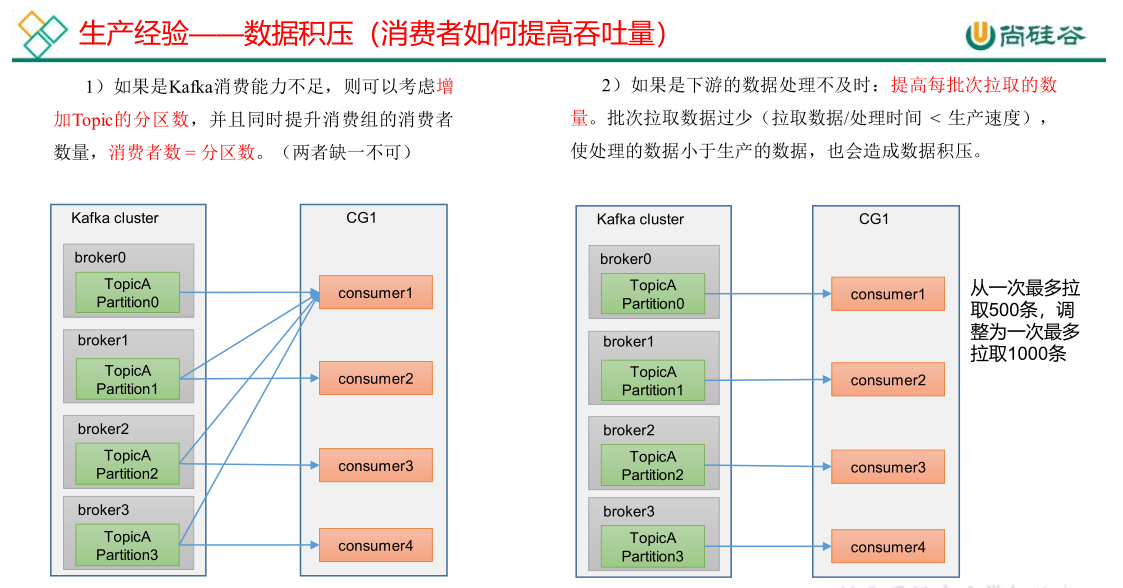 生产经验——数据积压（消费者如何提高吞吐量）
尚硅谷
1）如果是Kafka消费能力不足，则可以考虑增
加Topic的分区数，并且同时提升消费组的消费者
数量，消费者数 = 分区数。（两者缺一不可）
2）如果是下游的数据处理不及时：提高每批次拉取的数
量。批次拉取数据过少（拉取数据/处理时间 < 生产速度），
使处理的数据小于生产的数据，也会造成数据积压。
Kafka cluster
broker0
TopicA
Partition0
broker1
TopicA
Partition1
broker2
TopicA
Partition2
broker3
TopicA
Partition3
CG1
consumer1
consumer2
consumer3
consumer4
Kafka cluster
broker0
TopicA
Partition0
broker1
TopicA
Partition1
broker2
TopicA
Partition2
broker3
TopicA
Partition3
CG1
consumer1
consumer2
consumer3
consumer4
从一次最多拉
取500条，调
整为一次最多
拉取1000条